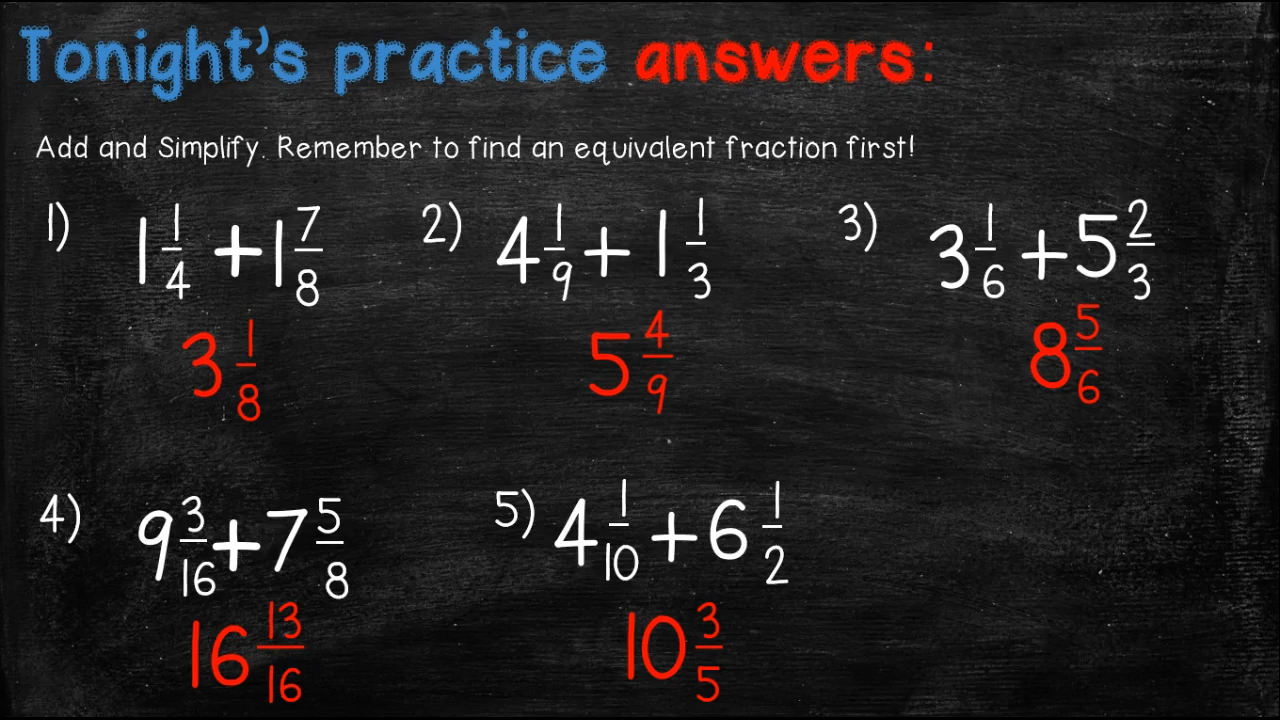 Tonight's practice answers:
Add and Simplify. Remember to find an equivalent fraction first!
1) 1 1/4 + 1 7/8 2) 4 1/9 + 1 1/3 3) 3 1/6 + 5 2/3
3 1/8 5 4/9 8 5/6
4) 9 3/16 + 7 5/8 5) 4 1/10 + 6 1/2
16 13/16 10 3/5